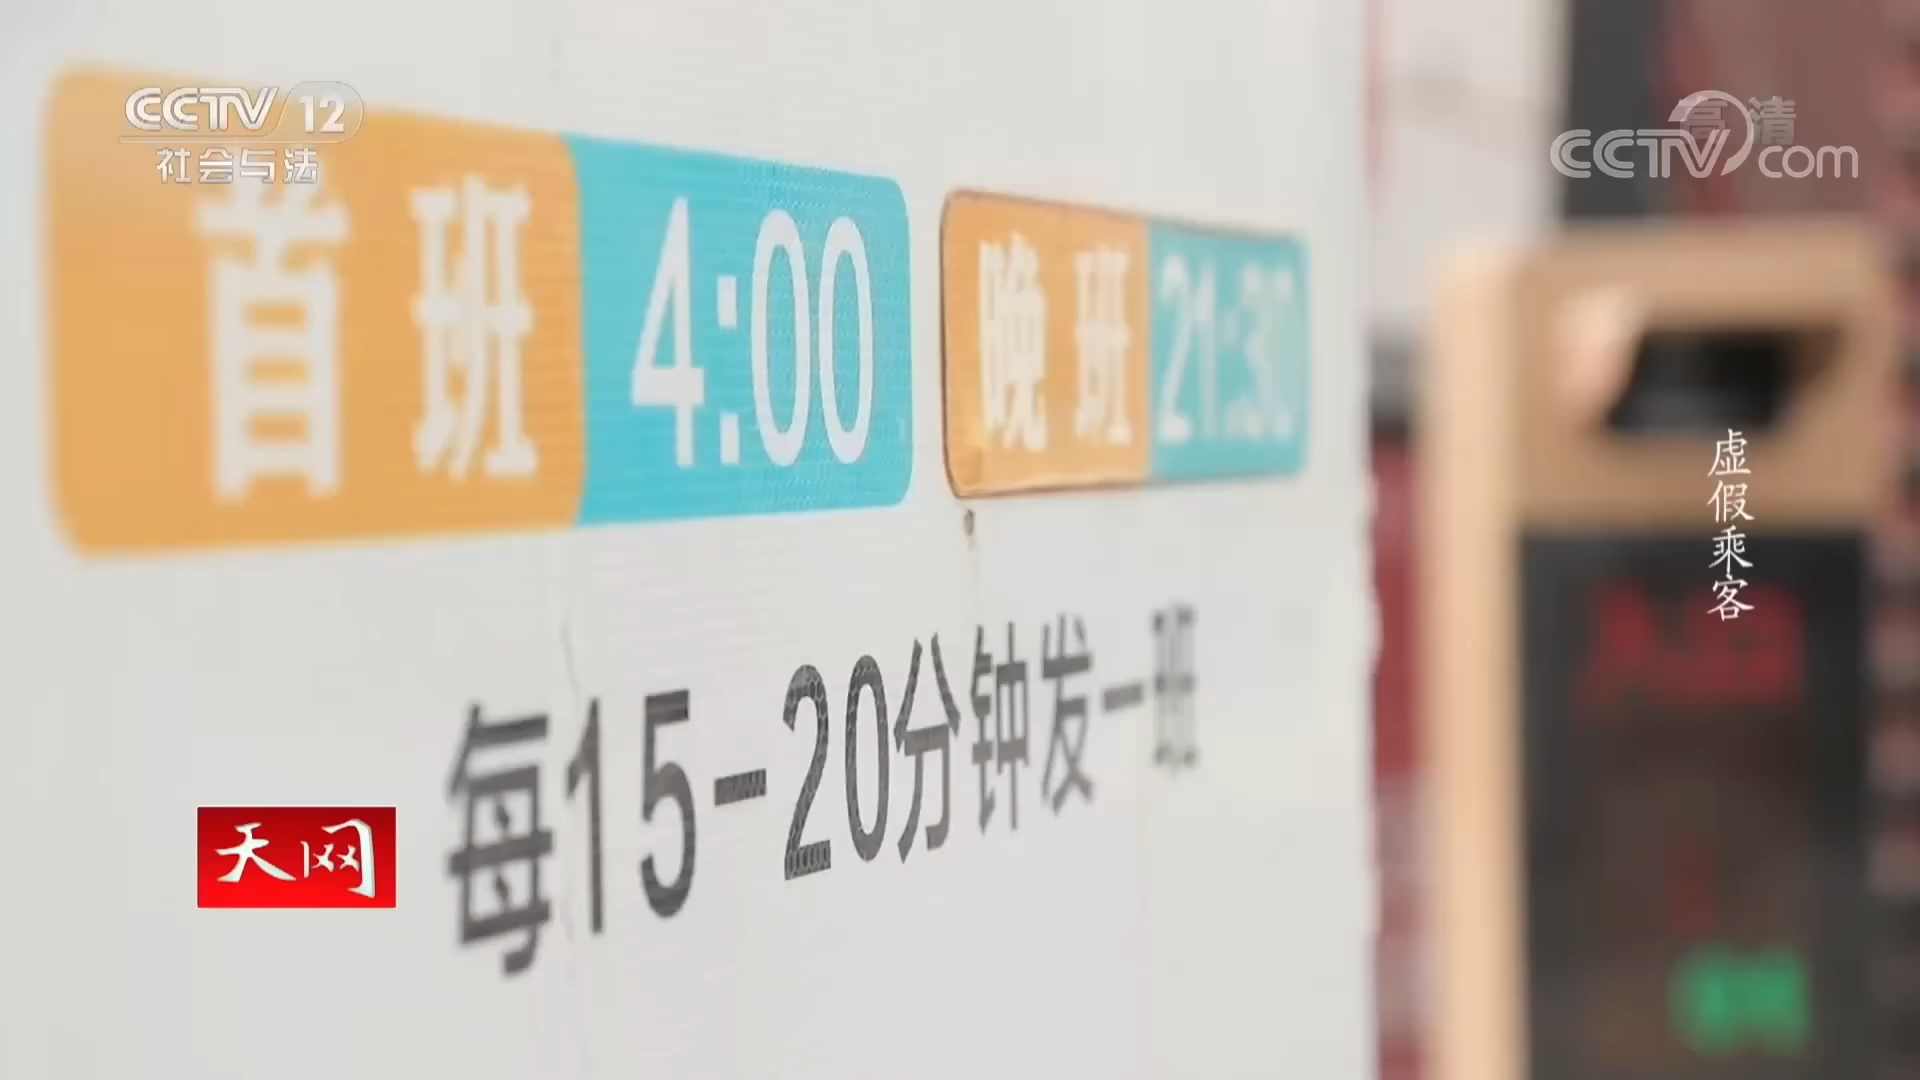 CCTV 12
社会与法
高清
CCTV com
首班 4:00
晚班 21:30
每15-20分钟发一班
虚假乘客
天网